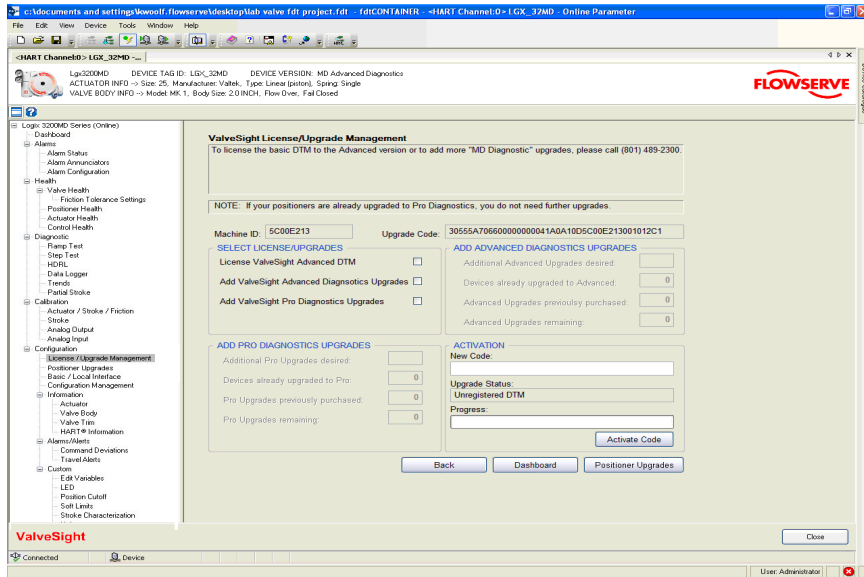 c:\documents and settings\kwoolf.flowserve\desktop\lab valve fdt project.fdt - fdtCONTAINER - <HART Channel:0> LGX_32MD - Online Parameter
File Edit View Device Tools Window Help
<HART Channel:0> LGX_32MD -...
Lgx3200MD DEVICE TAG ID: LGX_32MD DEVICE VERSION: MD Advanced Diagnostics
ACTUATOR INFO --> Size: 25, Manufacturer: Valtek, Type: Linear (piston), Spring: Single
VALVE BODY INFO --> Model: MK 1, Body Size: 2.0 INCH, Flow Over, Fail Closed
FLOWSERVE
Logix 3200MD Series (Online)
Dashboard
Alarms
Alarm Status
Alarm Annunciators
Alarm Configuration
Health
Valve Health
Friction Tolerance Settings
Positioner Health
Actuator Health
Control Health
Diagnostic
Ramp Test
Step Test
HDRL
Data Logger
Trends
Partial Stroke
Calibration
Actuator / Stroke / Friction
Stroke
Analog Output
Analog Input
Configuration
License / Upgrade Management
Positioner Upgrades
Basic / Local Interface
Configuration Management
Information
Actuator
Valve Body
Valve Trim
HART® Information
Alarms/Alerts
Command Deviations
Travel Alerts
Custom
Edit Variables
LED
Position Cutoff
Soft Limits
Stroke Characterization
ValveSight License/Upgrade Management
To license the basic DTM to the Advanced version or to add more "MD Diagnostic" upgrades, please call (801) 489-2300.
NOTE: If your positioners are already upgraded to Pro Diagnostics, you do not need further upgrades.
Machine ID: 5C00E213 Upgrade Code: 30555A70660000000041A0A10D5C00E213001012C1
SELECT LICENSE/UPGRADES
License ValveSight Advanced DTM
Add ValveSight Advanced Diagnsotics Upgrades
Add ValveSight Pro Diagnostics Upgrades
ADD ADVANCED DIAGNOSTICS UPGRADES
Additional Advanced Upgrades desired:
Devices already upgraded to Advanced: 0
Advanced Upgrades previoulsy purchased: 0
Advanced Upgrades remaining: 0
ADD PRO DIAGNOSTICS UPGRADES
Additional Pro Upgrades desired:
Devices already upgraded to Pro: 0
Pro Upgrades previously purchased: 0
Pro Upgrades remaining: 0
ACTIVATION
New Code:
Upgrade Status:
Unregistered DTM
Progress:
Activate Code
Back Dashboard Positioner Upgrades
ValveSight
Close
Connected Device
User: Administrator